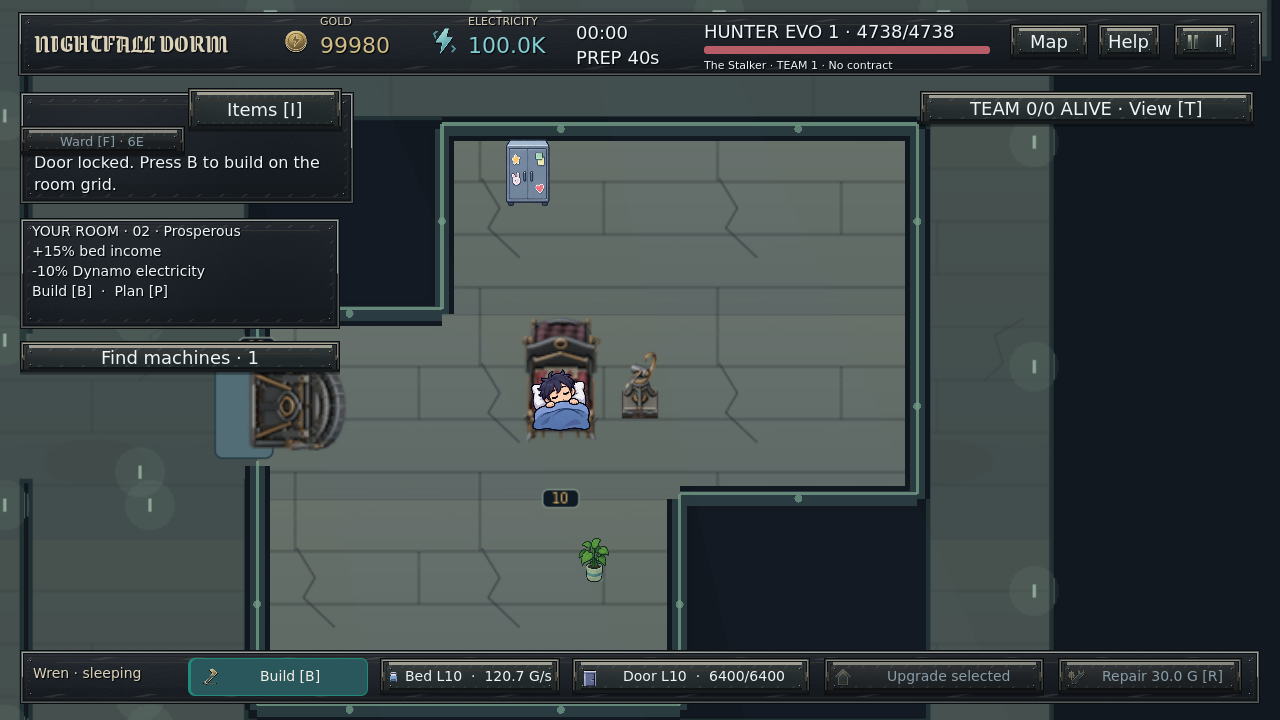 NIGHTFALL DORM
GOLD
99980
ELECTRICITY
100.0K
00:00
PREP 40s
HUNTER EVO 1 · 4738/4738
The Stalker · TEAM 1 · No contract
Map
Help
II
Items [I]
Ward [F] · 6E
Door locked. Press B to build on the
room grid.
TEAM 0/0 ALIVE · View [T]
YOUR ROOM · 02 · Prosperous
+15% bed income
-10% Dynamo electricity
Build [B] · Plan [P]
Find machines · 1
10
Wren · sleeping
Build [B]
Bed L10 · 120.7 G/s
Door L10 · 6400/6400
Upgrade selected
Repair 30.0 G [R]